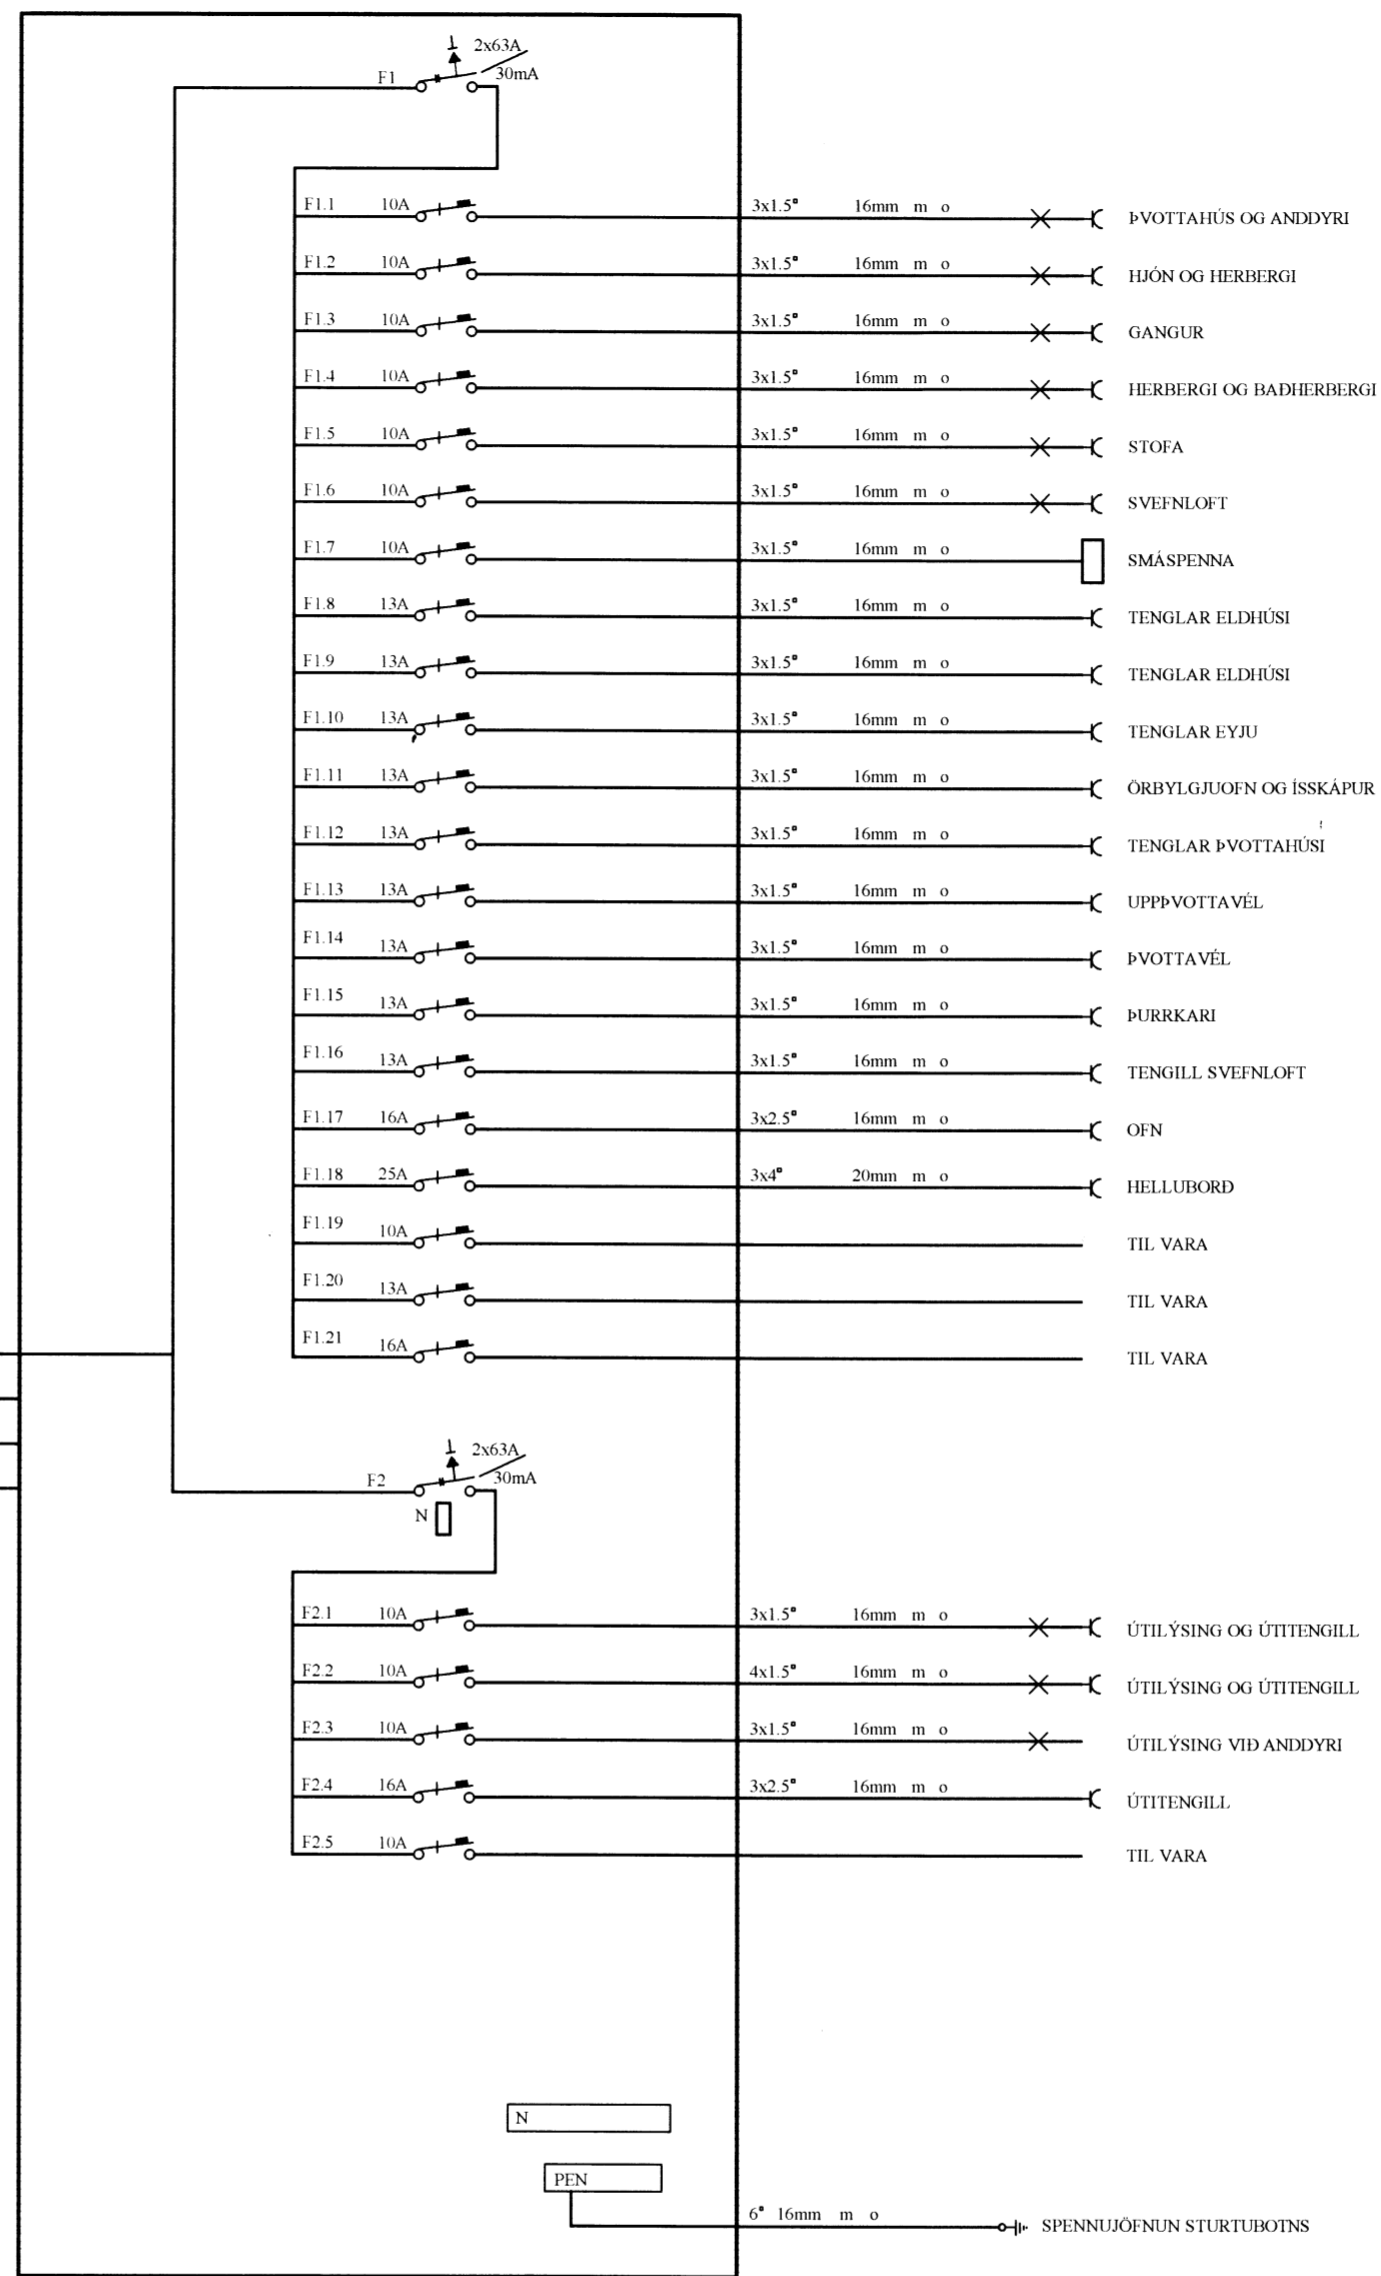 2x63A
F1 30mA
F1.1 10A 3x1.5▫ 16mm m o ÞVOTTAHÚS OG ANDDYRI
F1.2 10A 3x1.5▫ 16mm m o HJÓN OG HERBERGI
F1.3 10A 3x1.5▫ 16mm m o GANGUR
F1.4 10A 3x1.5▫ 16mm m o HERBERGI OG BAÐHERBERGI
F1.5 10A 3x1.5▫ 16mm m o STOFA
F1.6 10A 3x1.5▫ 16mm m o SVEFNLOFT
F1.7 10A 3x1.5▫ 16mm m o SMÁSPENNA
F1.8 13A 3x1.5▫ 16mm m o TENGLAR ELDHÚSI
F1.9 13A 3x1.5▫ 16mm m o TENGLAR ELDHÚSI
F1.10 13A 3x1.5▫ 16mm m o TENGLAR EYJU
F1.11 13A 3x1.5▫ 16mm m o ÖRBYLGJUOFN OG ÍSSKÁPUR
F1.12 13A 3x1.5▫ 16mm m o TENGLAR ÞVOTTAHÚSI
F1.13 13A 3x1.5▫ 16mm m o UPPÞVOTTAVÉL
F1.14 13A 3x1.5▫ 16mm m o ÞVOTTAVÉL
F1.15 13A 3x1.5▫ 16mm m o ÞURRKARI
F1.16 13A 3x1.5▫ 16mm m o TENGILL SVEFNLOFT
F1.17 16A 3x2.5▫ 16mm m o OFN
F1.18 25A 3x4▫ 20mm m o HELLUBORÐ
F1.19 10A TIL VARA
F1.20 13A TIL VARA
F1.21 16A TIL VARA
2x63A
F2 30mA
N
F2.1 10A 3x1.5▫ 16mm m o ÚTILÝSING OG ÚTITENGILL
F2.2 10A 4x1.5▫ 16mm m o ÚTILÝSING OG ÚTITENGILL
F2.3 10A 3x1.5▫ 16mm m o ÚTILÝSING VIÐ ANDDYRI
F2.4 16A 3x2.5▫ 16mm m o ÚTITENGILL
F2.5 10A TIL VARA
N
PEN
6▫ 16mm m o SPENNUJÖFNUN STURTUBOTNS